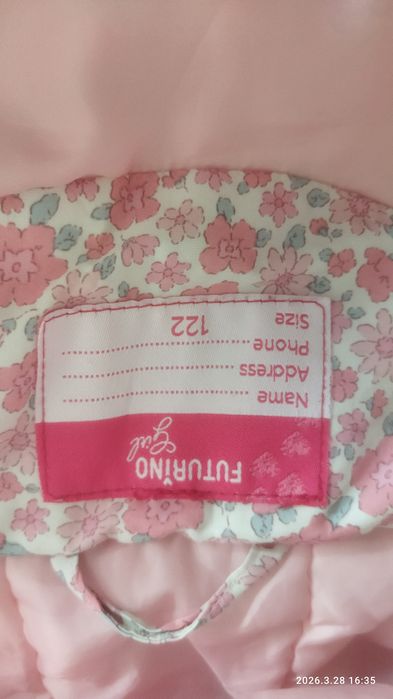 FUTURINO
Girl
Name ........................
Address ........................
Phone ........................
Size 122
2026.3.28 16:35